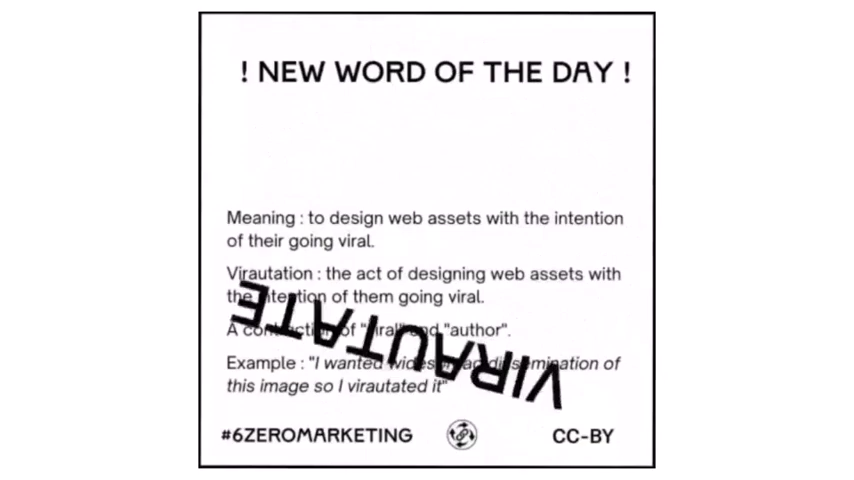 ! NEW WORD OF THE DAY !
Meaning : to design web assets with the intention
of their going viral.
Virautation : the act of designing web assets with
the intention of them going viral.
A contraction of "viral" and "author".
Example : "I wanted widespread dissemination of
this image so I virautated it"
VIRAUTATE
#6ZEROMARKETING
CC-BY